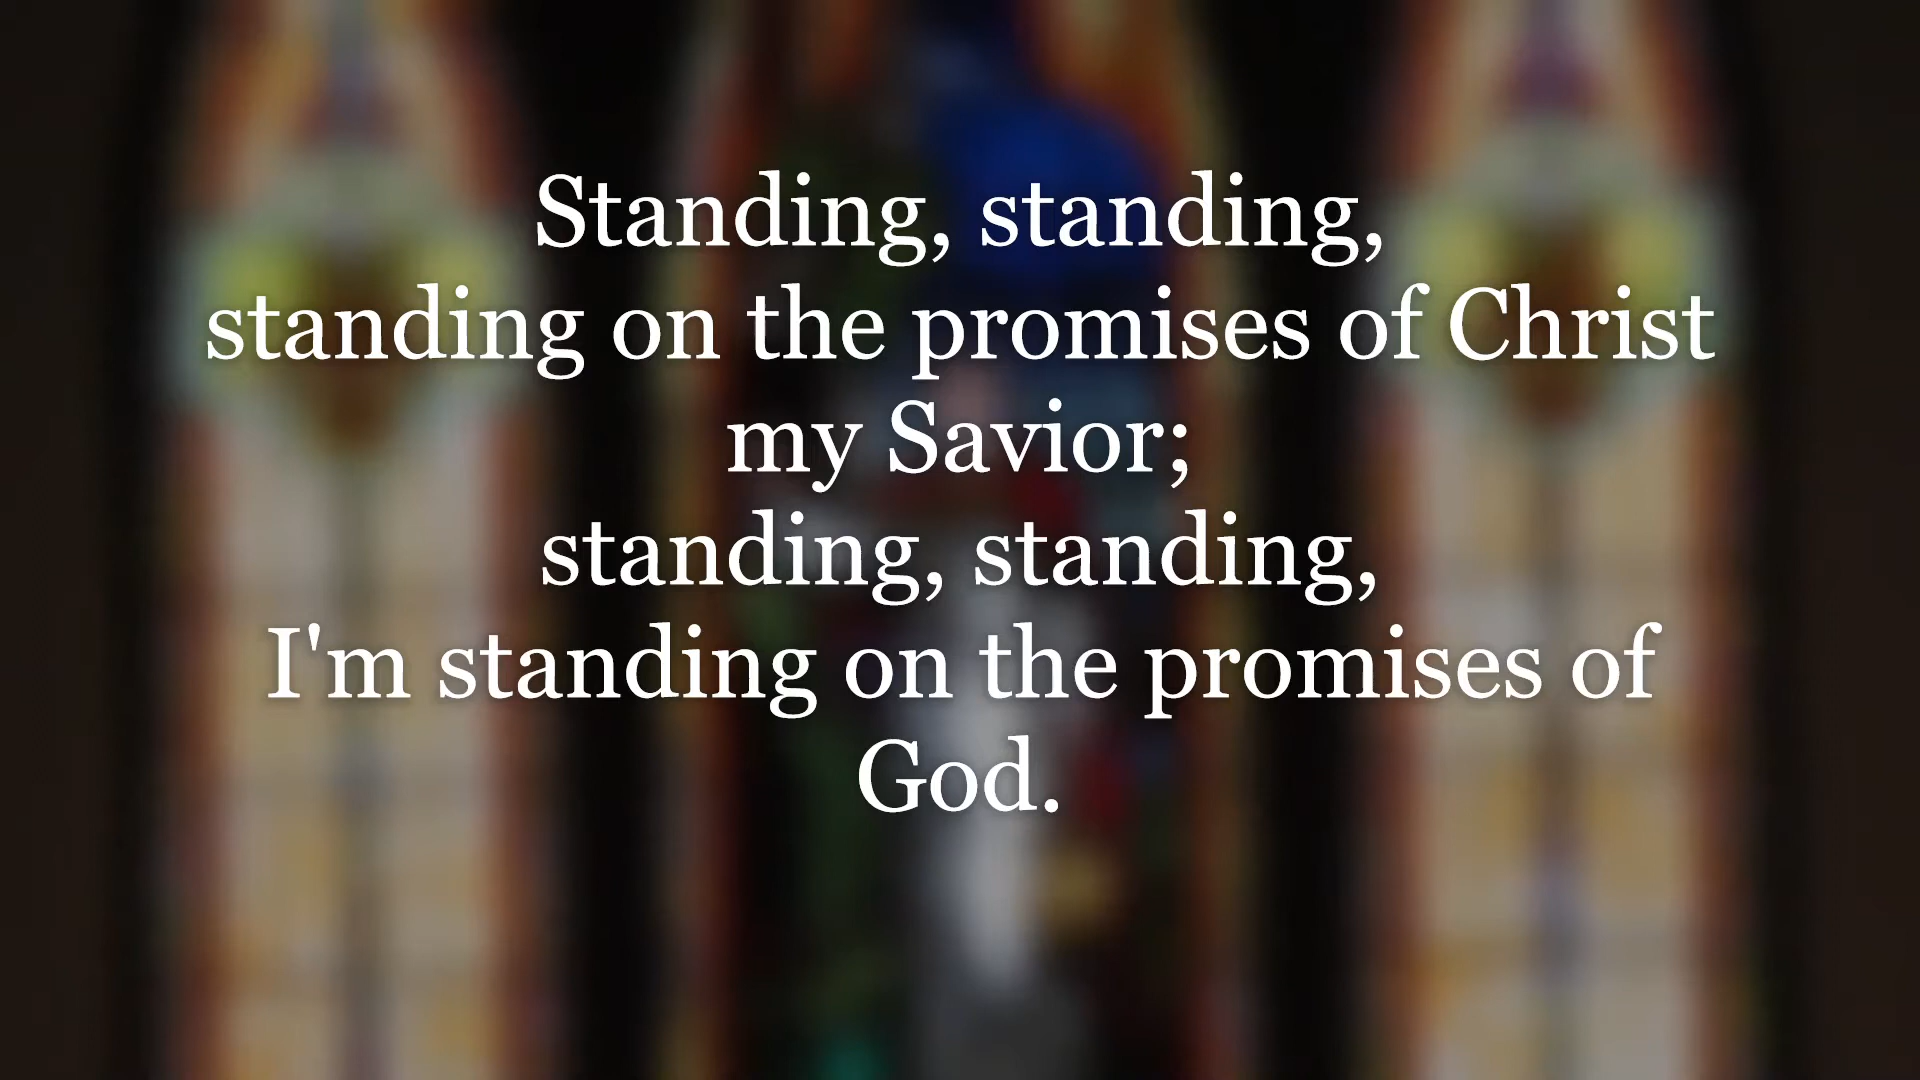 Standing, standing,
standing on the promises of Christ
my Savior;
standing, standing,
I'm standing on the promises of
God.